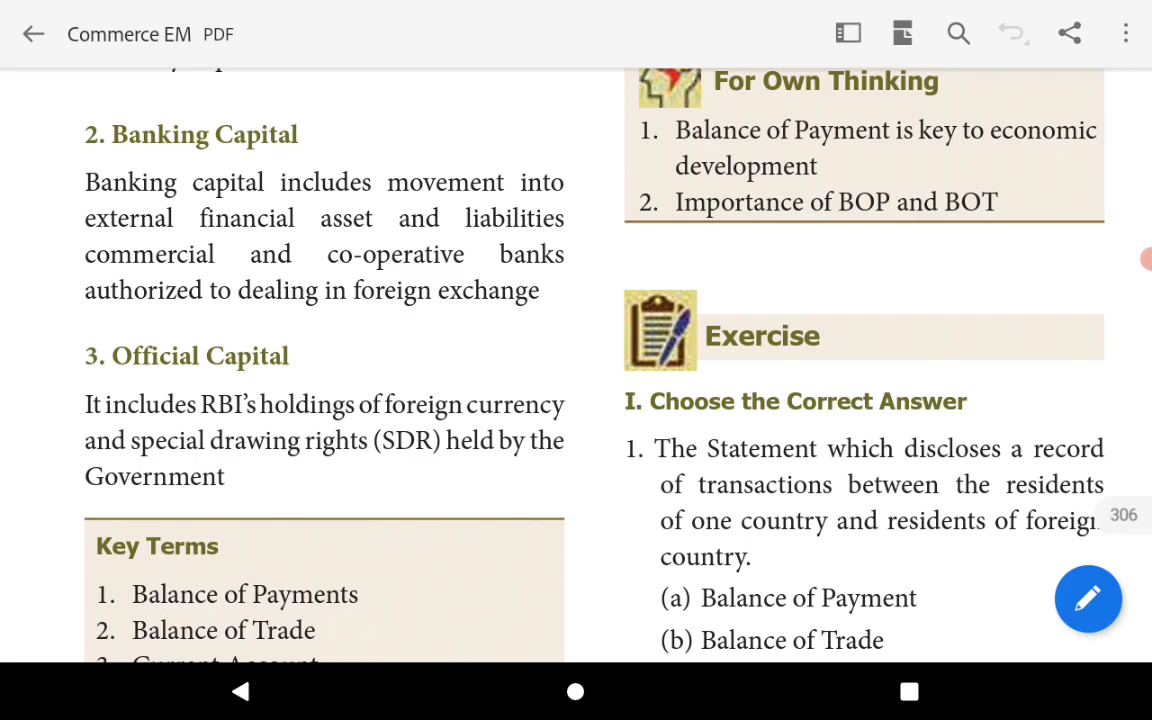 Commerce EM PDF
2. Banking Capital
Banking capital includes movement into
external financial asset and liabilities
commercial and co-operative banks
authorized to dealing in foreign exchange
3. Official Capital
It includes RBI's holdings of foreign currency
and special drawing rights (SDR) held by the
Government
Key Terms
1. Balance of Payments
2. Balance of Trade
3. Current Account
For Own Thinking
1. Balance of Payment is key to economic
development
2. Importance of BOP and BOT
Exercise
I. Choose the Correct Answer
1. The Statement which discloses a record
of transactions between the residents
of one country and residents of foreign
country.
(a) Balance of Payment
(b) Balance of Trade
306